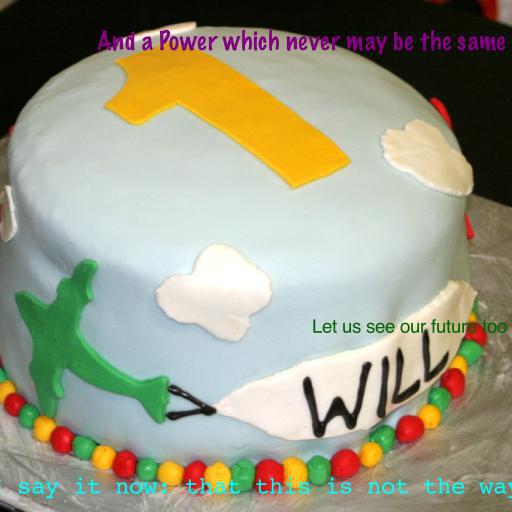 And a Power which never may be the same
1
Let us see our future too
WILL
say it now: that this is not the way